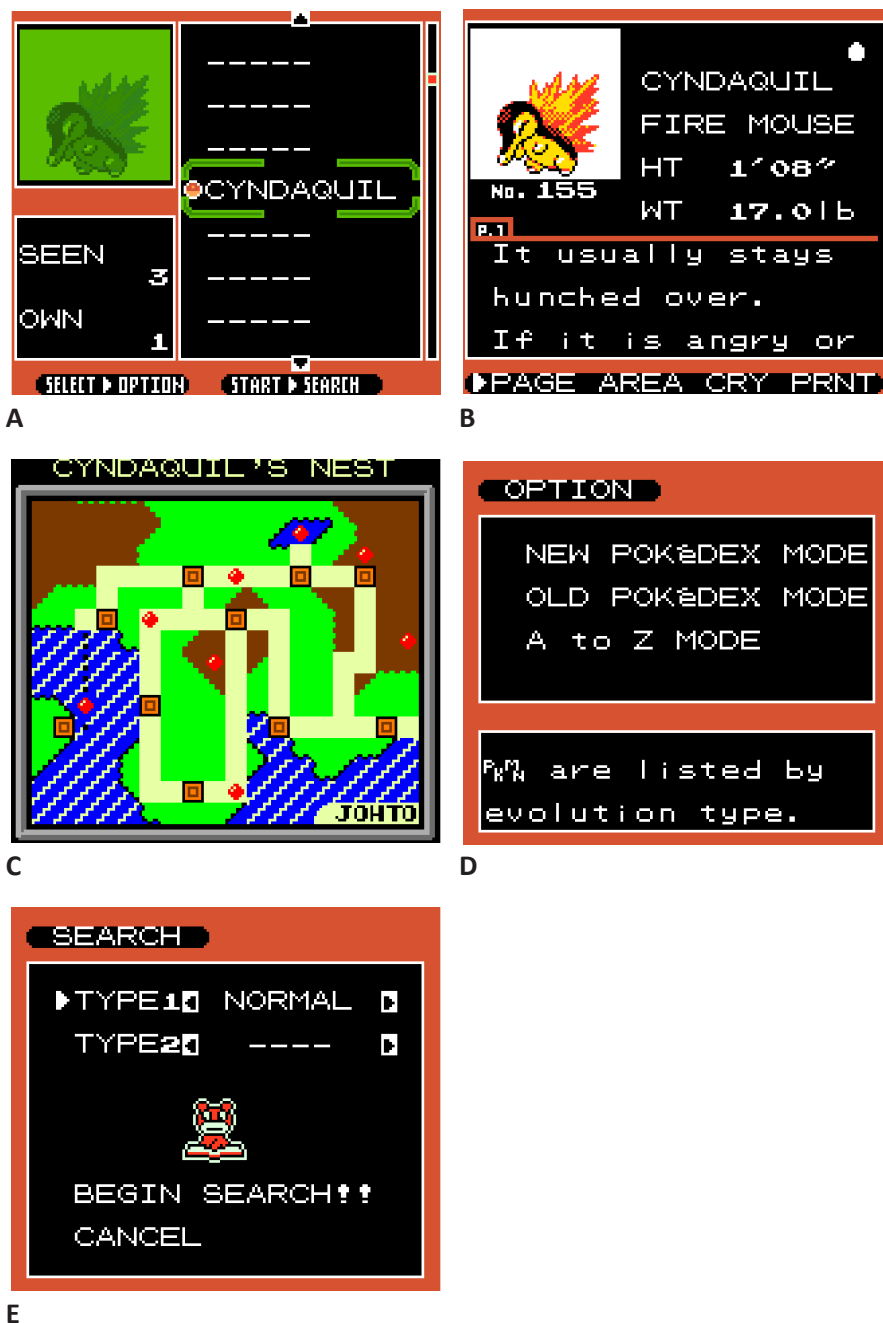 -----
-----
-----
CYNDAQUIL
-----
-----
-----
SEEN
3
OWN
1
SELECT ▶ OPTION
START ▶ SEARCH
A
CYNDAQUIL
FIRE MOUSE
HT 1′08″
WT 17.0lb
No. 155
P.1
It usually stays
hunched over.
If it is angry or
▶PAGE AREA CRY PRNT
B
CYNDAQUIL'S NEST
JOHTO
C
OPTION
NEW POKéDEX MODE
OLD POKéDEX MODE
A to Z MODE
PKMN are listed by
evolution type.
D
SEARCH
▶TYPE1◀ NORMAL ▶
TYPE2◀ ---- ▶
BEGIN SEARCH!!
CANCEL
E